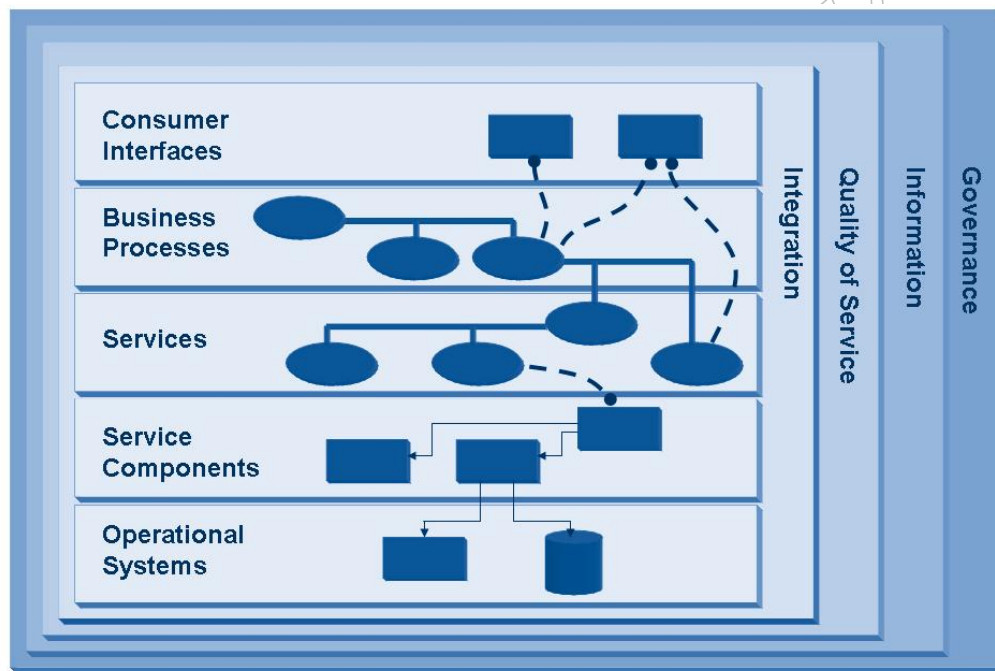 Consumer
Interfaces
Business
Processes
Services
Service
Components
Operational
Systems
Integration
Quality of Service
Information
Governance